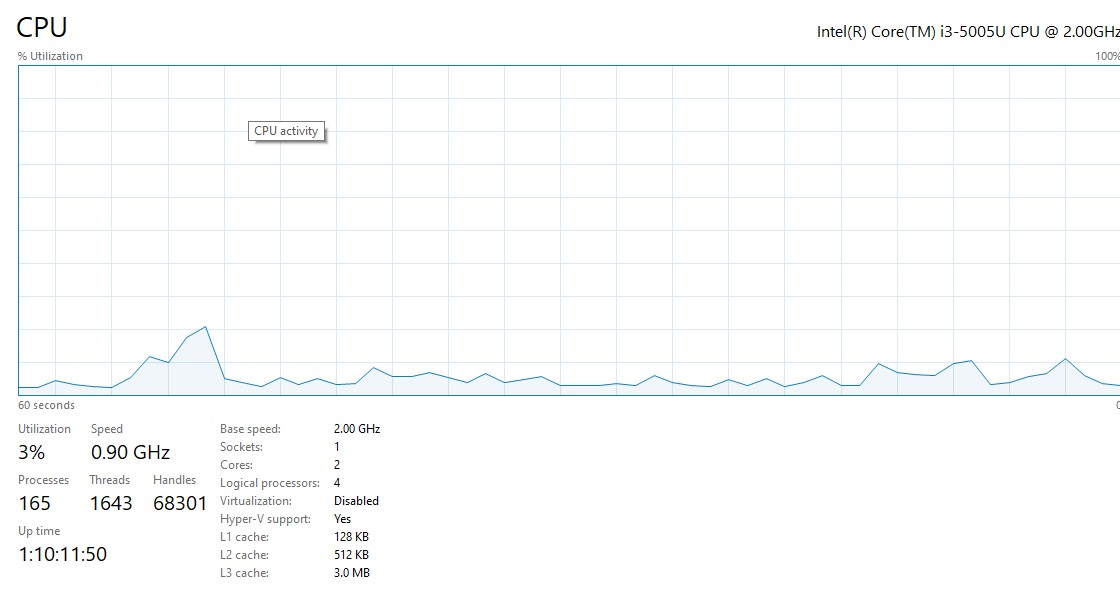 CPU
Intel(R) Core(TM) i3-5005U CPU @ 2.00GHz
% Utilization
100%
CPU activity
60 seconds
0
Utilization
Speed
3%
0.90 GHz
Processes
Threads
Handles
165
1643
68301
Up time
1:10:11:50
Base speed: 2.00 GHz
Sockets: 1
Cores: 2
Logical processors: 4
Virtualization: Disabled
Hyper-V support: Yes
L1 cache: 128 KB
L2 cache: 512 KB
L3 cache: 3.0 MB